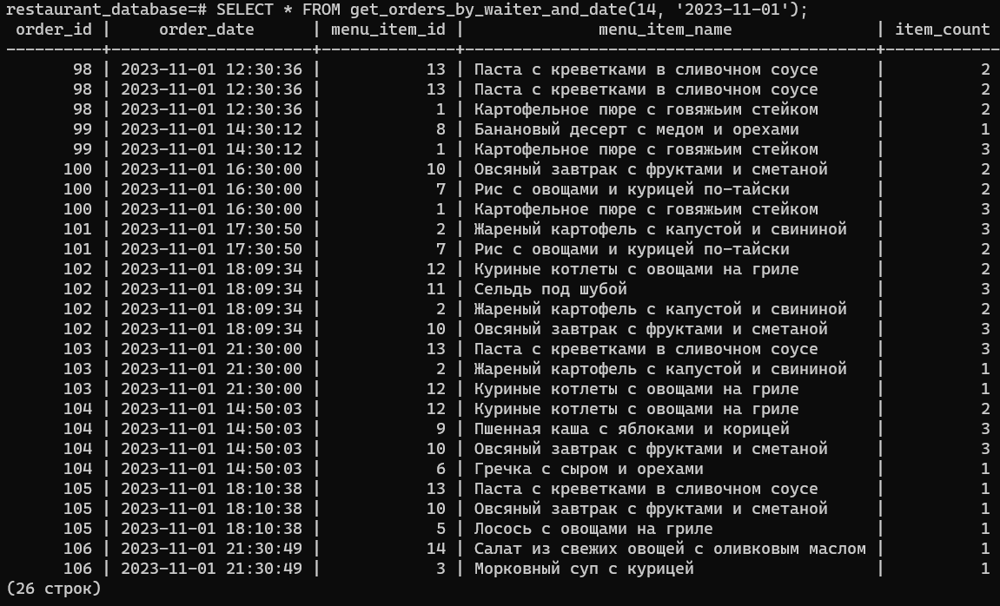 restaurant_database=# SELECT * FROM get_orders_by_waiter_and_date(14, '2023-11-01');
 order_id |     order_date      | menu_item_id |              menu_item_name               | item_count
----------+---------------------+--------------+-------------------------------------------+------------
       98 | 2023-11-01 12:30:36 |           13 | Паста с креветками в сливочном соусе      |          2
       98 | 2023-11-01 12:30:36 |           13 | Паста с креветками в сливочном соусе      |          2
       98 | 2023-11-01 12:30:36 |            1 | Картофельное пюре с говяжьим стейком      |          2
       99 | 2023-11-01 14:30:12 |            8 | Банановый десерт с медом и орехами        |          1
       99 | 2023-11-01 14:30:12 |            1 | Картофельное пюре с говяжьим стейком      |          3
      100 | 2023-11-01 16:30:00 |           10 | Овсяный завтрак с фруктами и сметаной     |          2
      100 | 2023-11-01 16:30:00 |            7 | Рис с овощами и курицей по-тайски         |          2
      100 | 2023-11-01 16:30:00 |            1 | Картофельное пюре с говяжьим стейком      |          3
      101 | 2023-11-01 17:30:50 |            2 | Жареный картофель с капустой и свининой   |          3
      101 | 2023-11-01 17:30:50 |            7 | Рис с овощами и курицей по-тайски         |          2
      102 | 2023-11-01 18:09:34 |           12 | Куриные котлеты с овощами на гриле        |          2
      102 | 2023-11-01 18:09:34 |           11 | Сельдь под шубой                          |          3
      102 | 2023-11-01 18:09:34 |            2 | Жареный картофель с капустой и свининой   |          2
      102 | 2023-11-01 18:09:34 |           10 | Овсяный завтрак с фруктами и сметаной     |          3
      103 | 2023-11-01 21:30:00 |           13 | Паста с креветками в сливочном соусе      |          3
      103 | 2023-11-01 21:30:00 |            2 | Жареный картофель с капустой и свининой   |          1
      103 | 2023-11-01 21:30:00 |           12 | Куриные котлеты с овощами на гриле        |          1
      104 | 2023-11-01 14:50:03 |           12 | Куриные котлеты с овощами на гриле        |          2
      104 | 2023-11-01 14:50:03 |            9 | Пшенная каша с яблоками и корицей         |          3
      104 | 2023-11-01 14:50:03 |           10 | Овсяный завтрак с фруктами и сметаной     |          3
      104 | 2023-11-01 14:50:03 |            6 | Гречка с сыром и орехами                  |          1
      105 | 2023-11-01 18:10:38 |           13 | Паста с креветками в сливочном соусе      |          1
      105 | 2023-11-01 18:10:38 |           10 | Овсяный завтрак с фруктами и сметаной     |          1
      105 | 2023-11-01 18:10:38 |            5 | Лосось с овощами на гриле                 |          1
      106 | 2023-11-01 21:30:49 |           14 | Салат из свежих овощей с оливковым маслом |          1
      106 | 2023-11-01 21:30:49 |            3 | Морковный суп с курицей                   |          1
(26 строк)